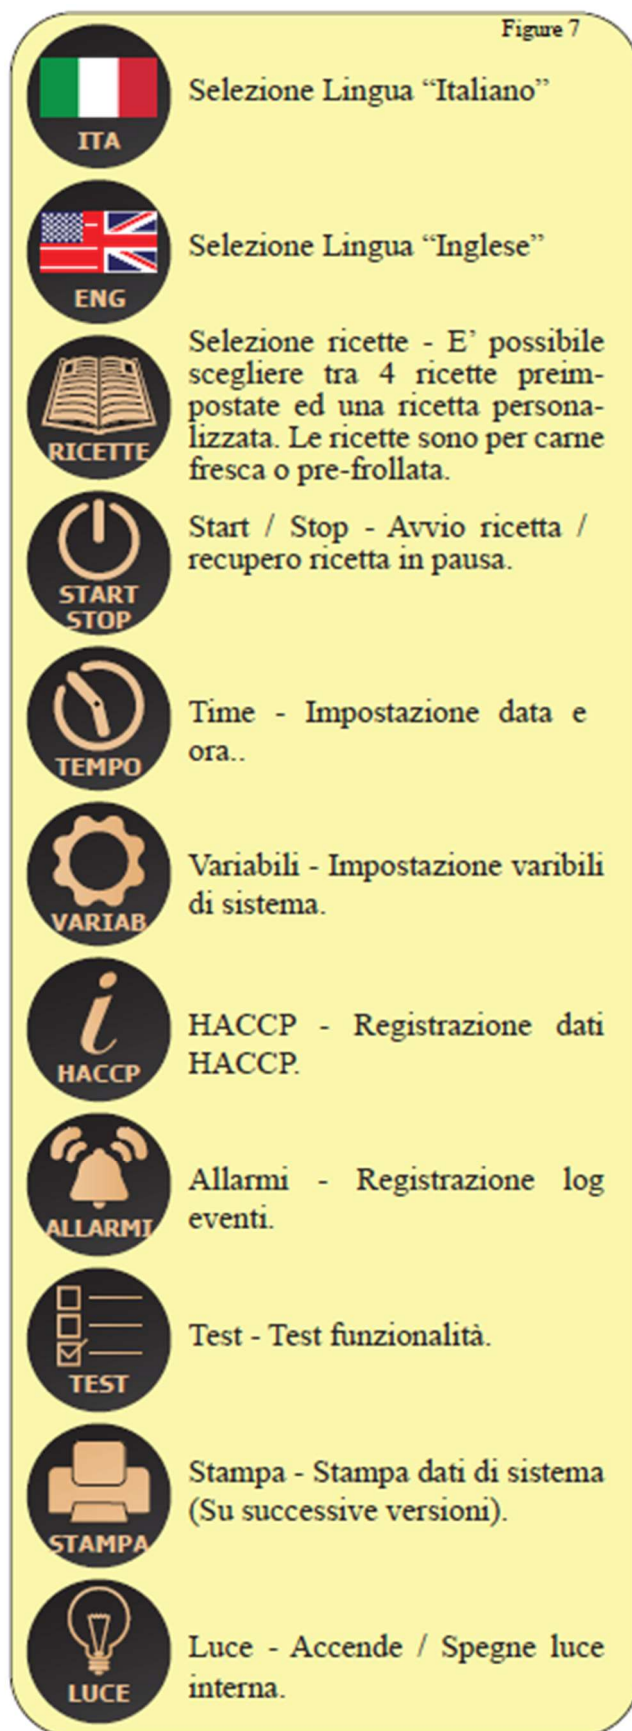 Figure 7
ITA
Selezione Lingua “Italiano”
ENG
Selezione Lingua “Inglese”
RICETTE
Selezione ricette - E’ possibile
scegliere tra 4 ricette preim-
postate ed una ricetta persona-
lizzata. Le ricette sono per carne
fresca o pre-frollata.
START
STOP
Start / Stop - Avvio ricetta /
recupero ricetta in pausa.
TEMPO
Time - Impostazione data e
ora..
VARIAB
Variabili - Impostazione varibili
di sistema.
i
HACCP
HACCP - Registrazione dati
HACCP.
ALLARMI
Allarmi - Registrazione log
eventi.
TEST
Test - Test funzionalità.
STAMPA
Stampa - Stampa dati di sistema
(Su successive versioni).
LUCE
Luce - Accende / Spegne luce
interna.